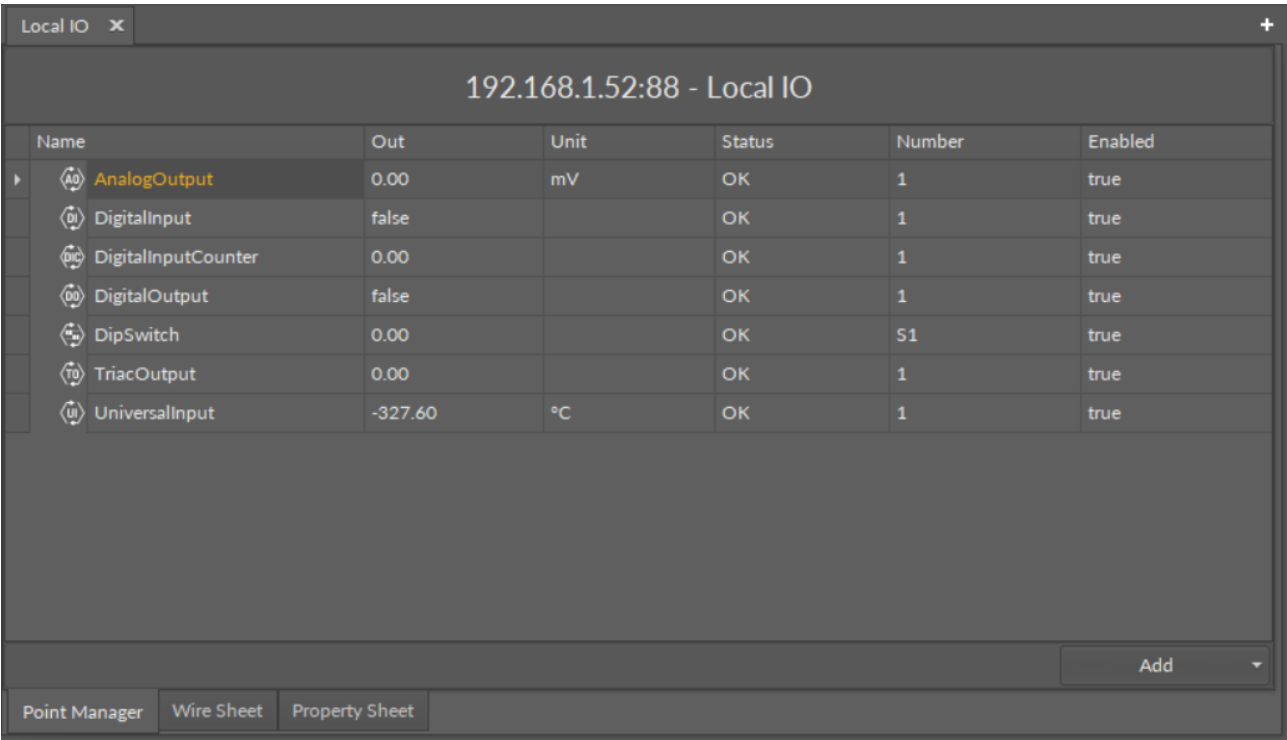 Local IO
192.168.1.52:88 - Local IO
Name Out Unit Status Number Enabled
AO AnalogOutput 0.00 mV OK 1 true
DI DigitalInput false OK 1 true
DIC DigitalInputCounter 0.00 OK 1 true
DO DigitalOutput false OK 1 true
DipSwitch 0.00 OK S1 true
TO TriacOutput 0.00 OK 1 true
UI UniversalInput -327.60 °C OK 1 true
Add
Point Manager Wire Sheet Property Sheet